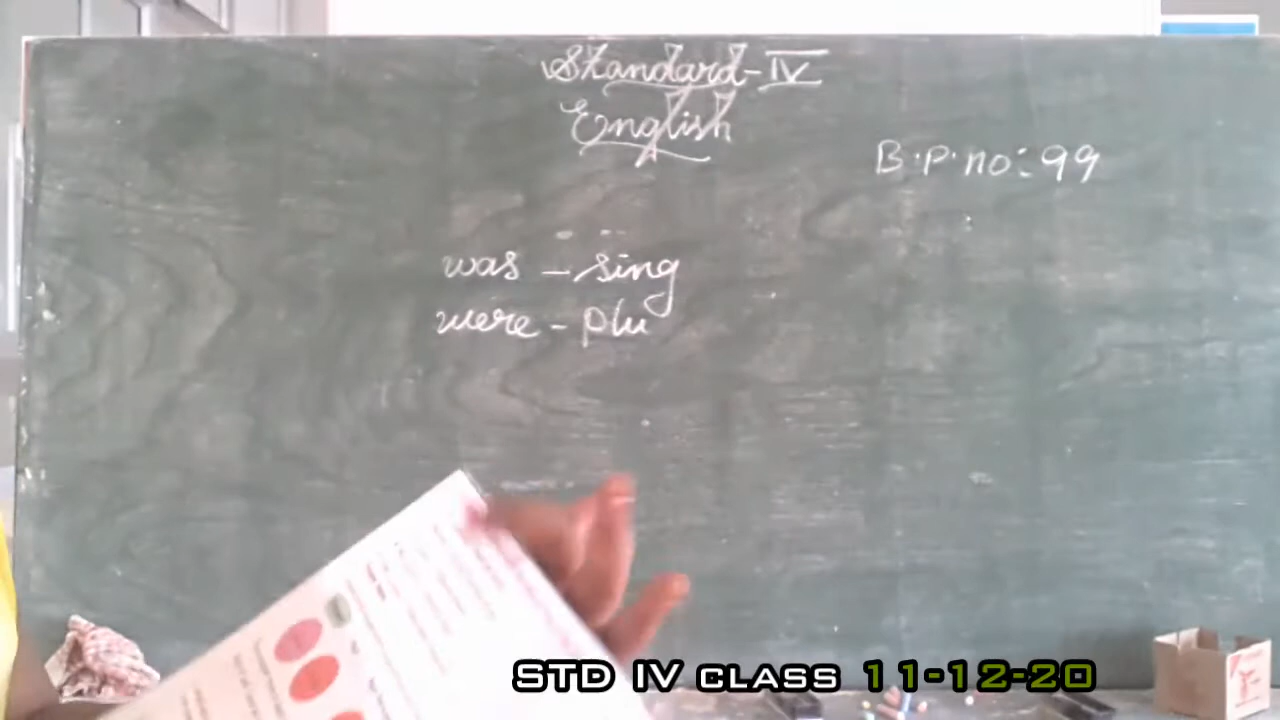 Standard-IV
English
B.P. no: 99
was - sing
were - plu
STD IV CLASS 11-12-20